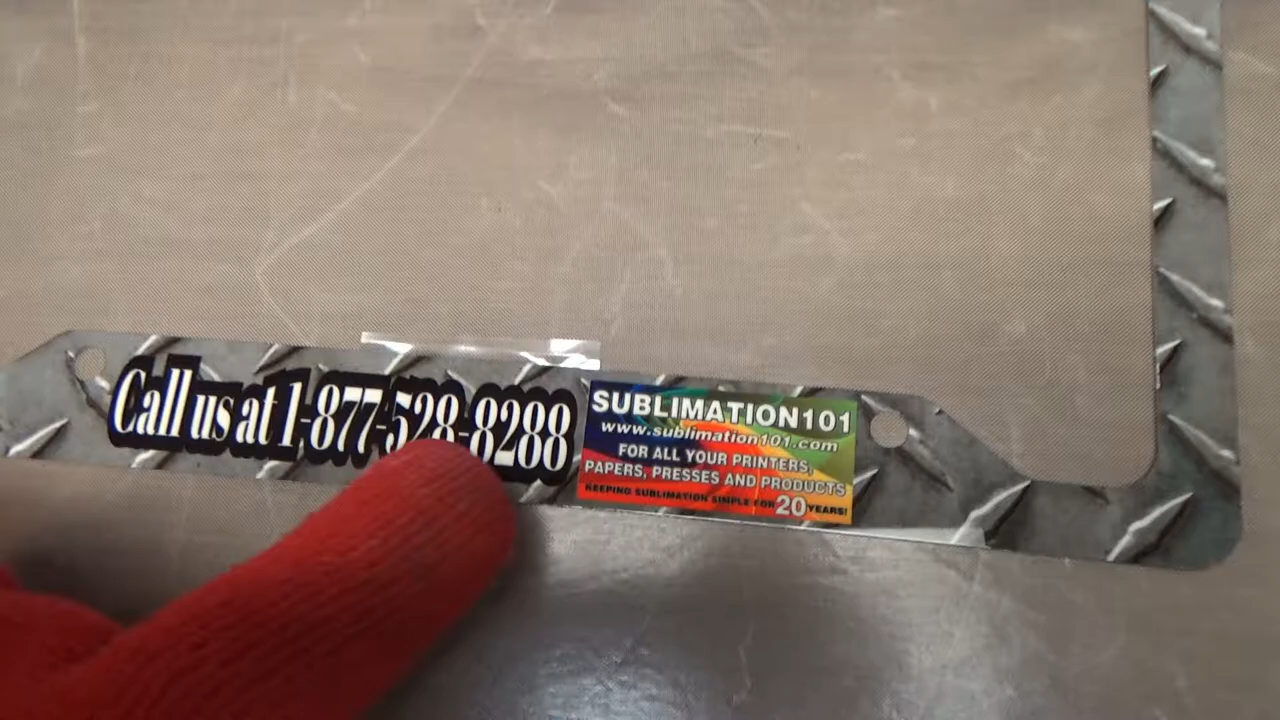 Call us at 1-877-528-8288
SUBLIMATION101
www.sublimation101.com
FOR ALL YOUR PRINTERS,
PAPERS, PRESSES AND PRODUCTS
KEEPING SUBLIMATION SIMPLE FOR 20 YEARS!